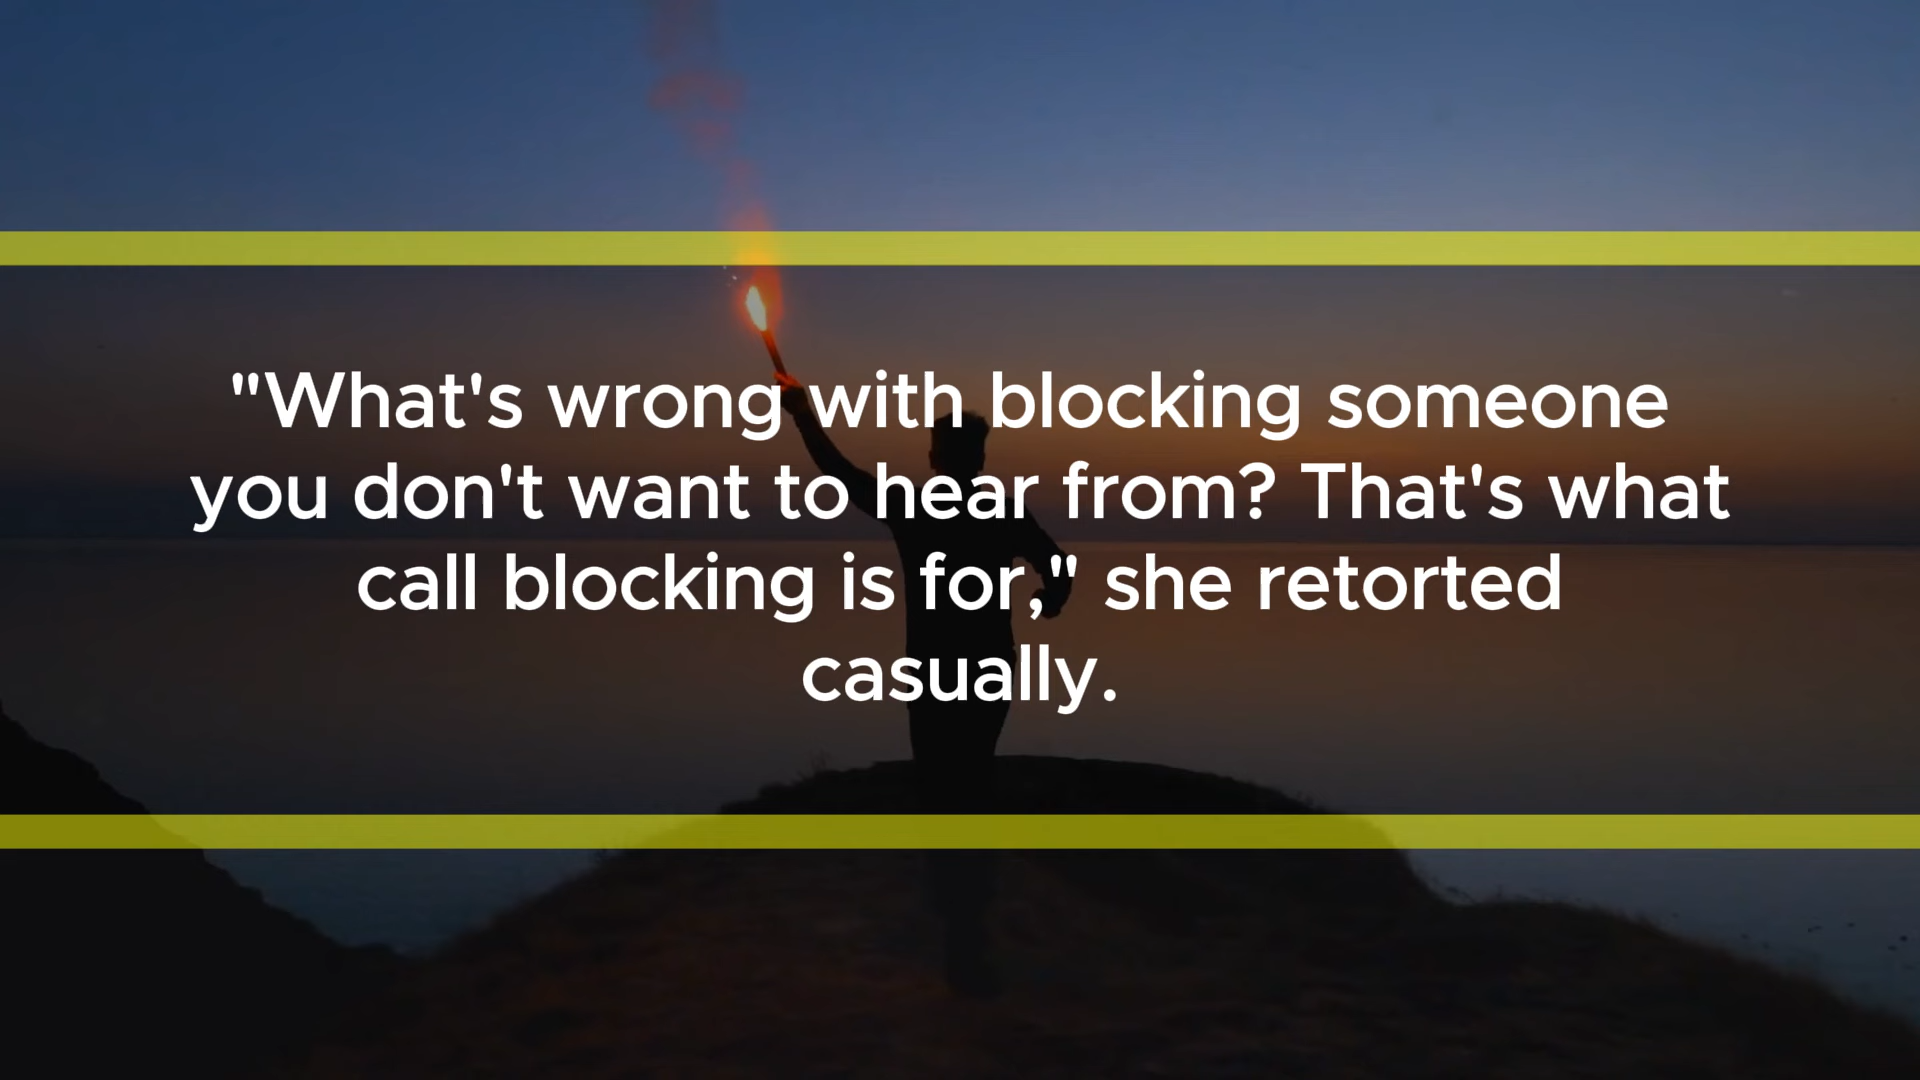 "What's wrong with blocking someone
you don't want to hear from? That's what
call blocking is for," she retorted
casually.